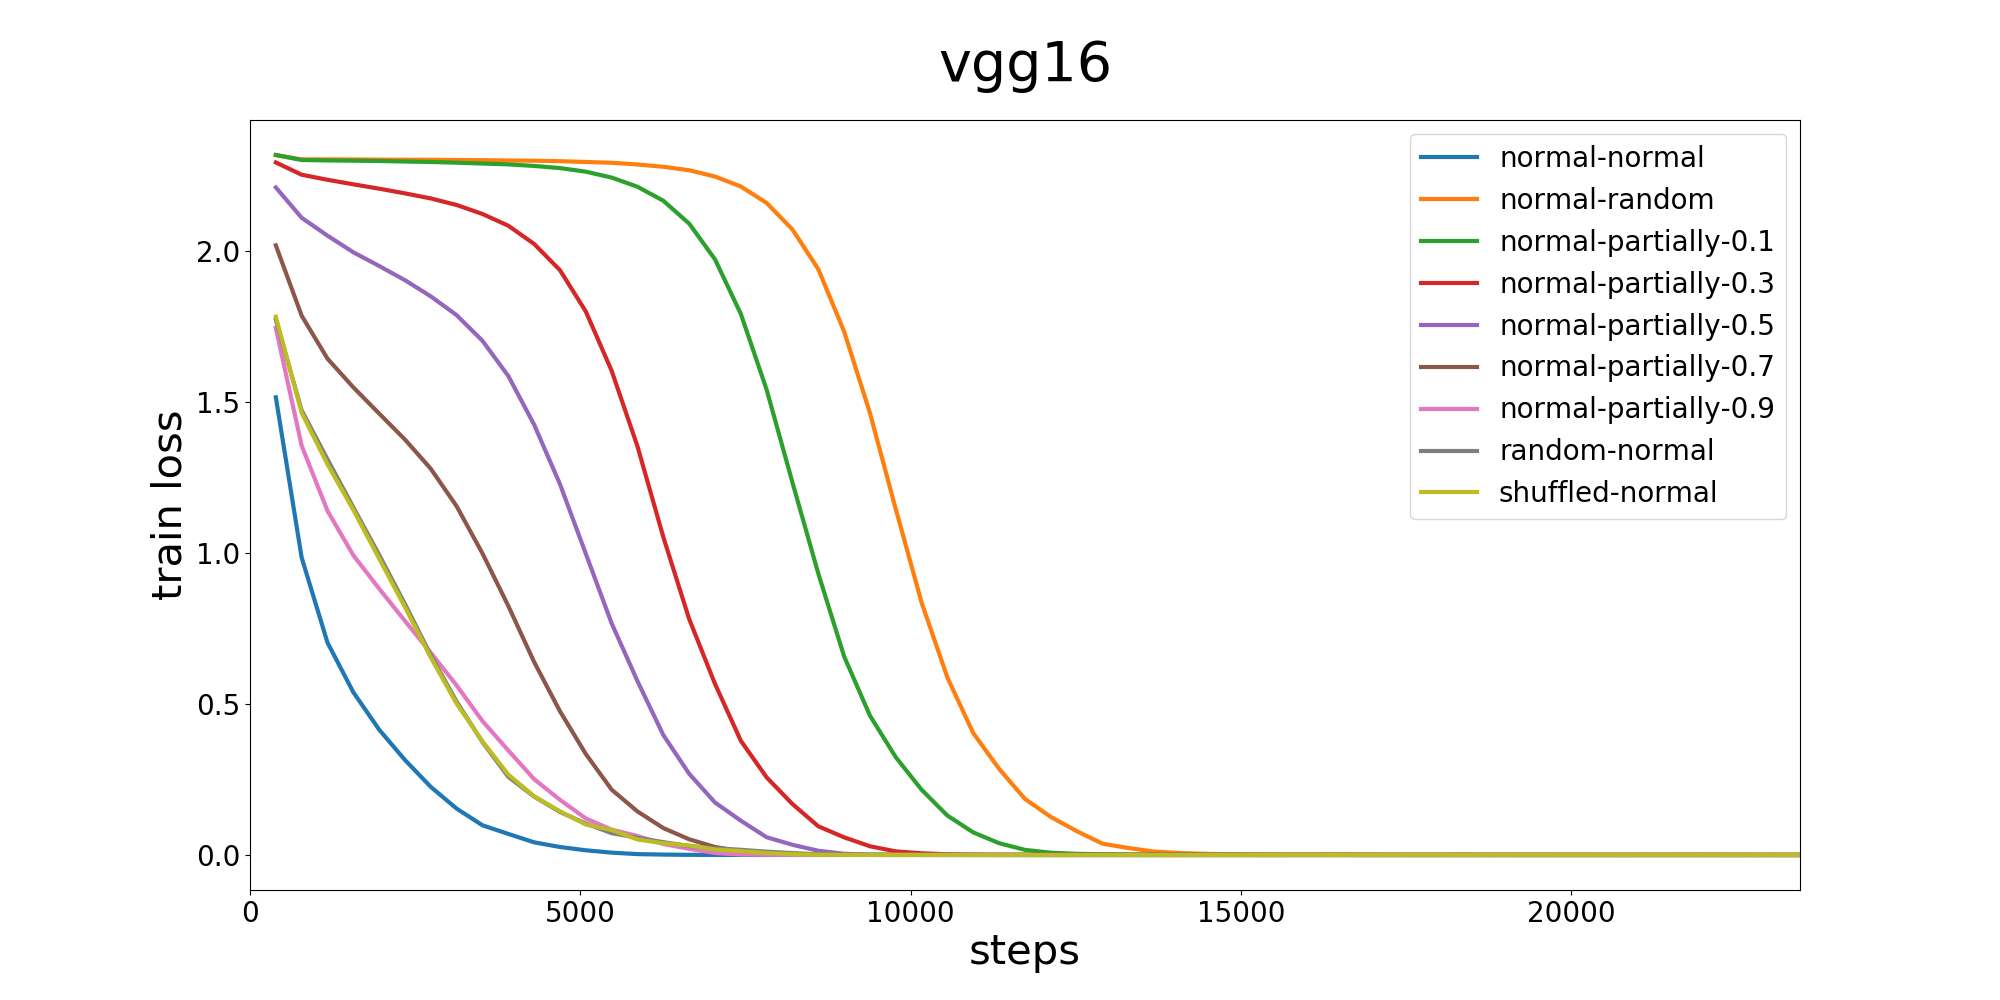 vgg16
train loss
2.0
1.5
1.0
0.5
0.0
0
5000
10000
15000
20000
steps
normal-normal
normal-random
normal-partially-0.1
normal-partially-0.3
normal-partially-0.5
normal-partially-0.7
normal-partially-0.9
random-normal
shuffled-normal